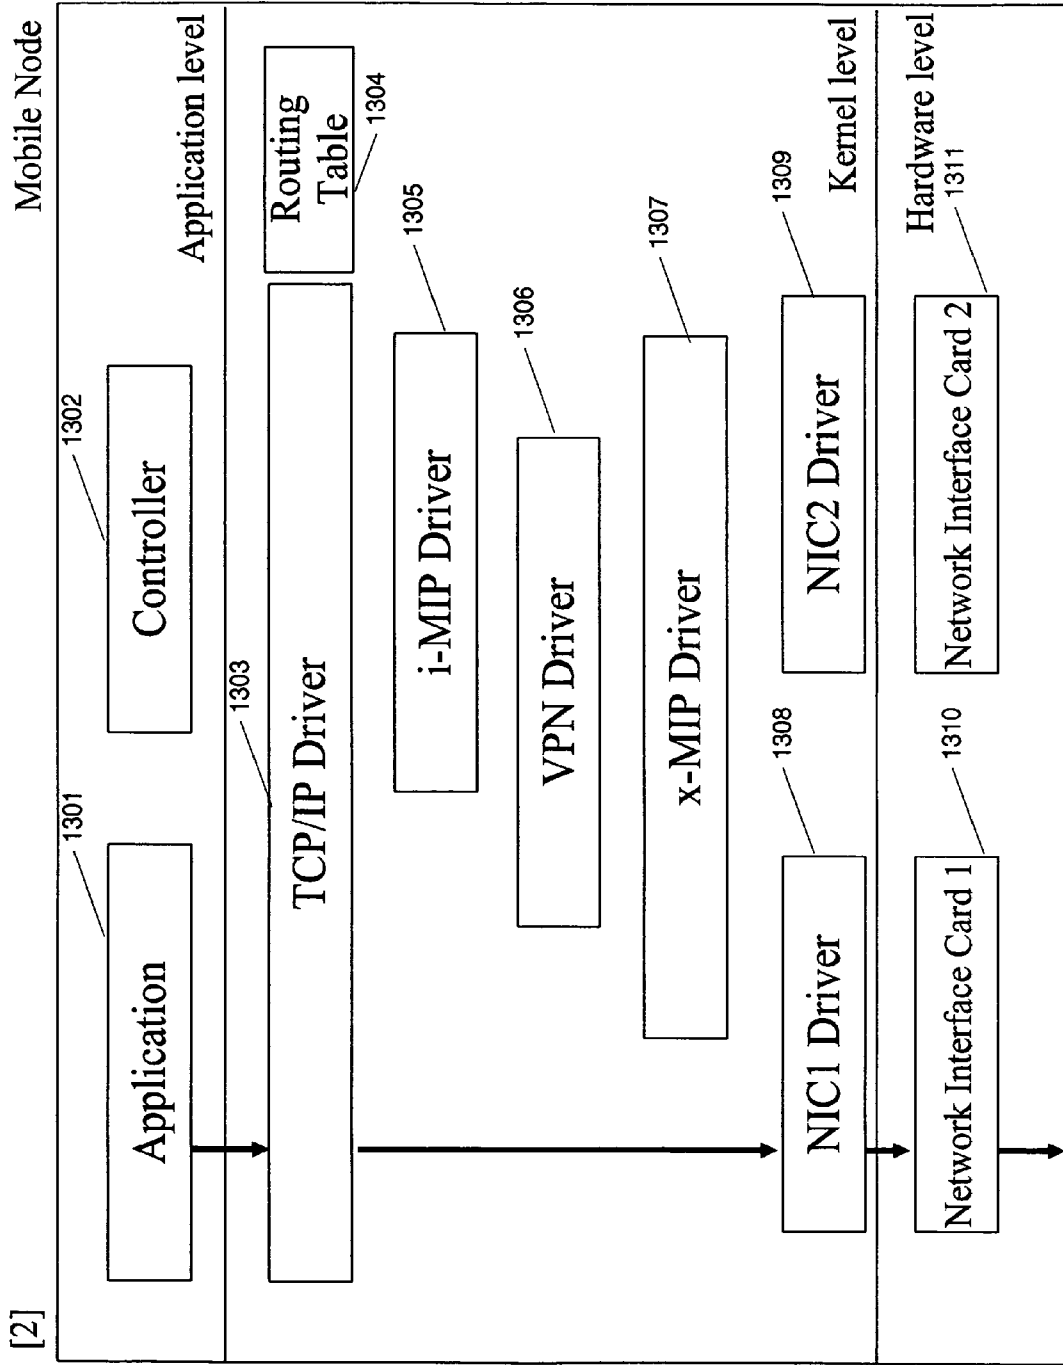 [2]
Mobile Node
Application level
1301
Application
1302
Controller
1303
TCP/IP Driver
Routing
Table
1304
1305
i-MIP Driver
1306
VPN Driver
1307
x-MIP Driver
1308
NIC1 Driver
1309
NIC2 Driver
Kernel level
Hardware level
1310
Network Interface Card 1
1311
Network Interface Card 2